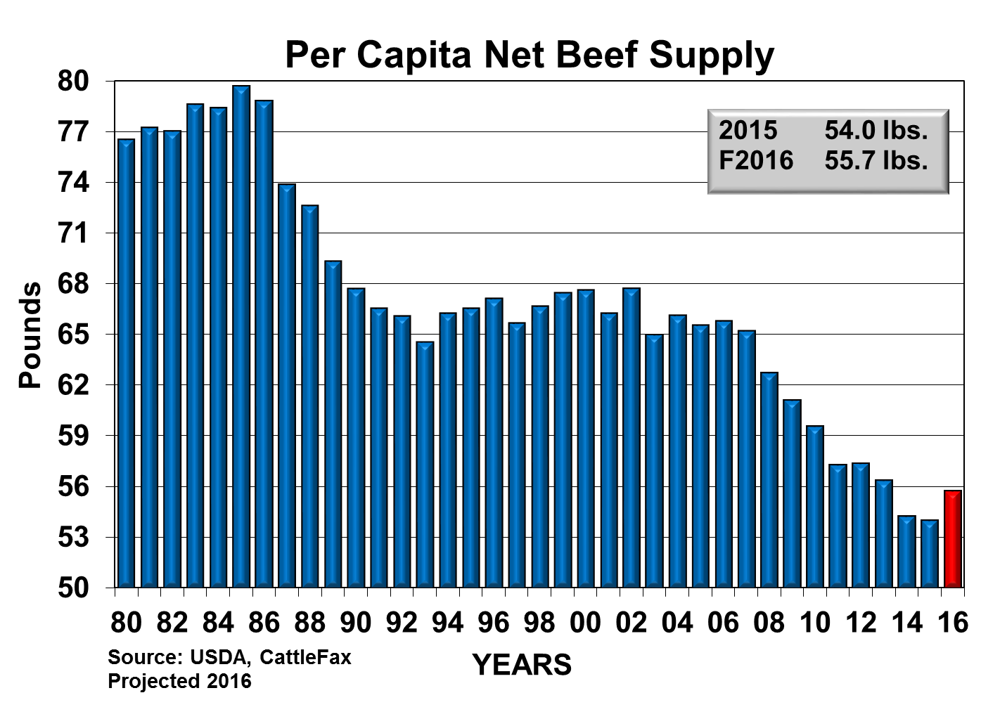 Per Capita Net Beef Supply
80
77
74
71
68
65
62
59
56
53
50
Pounds
2015 54.0 lbs.
F2016 55.7 lbs.
80 82 84 86 88 90 92 94 96 98 00 02 04 06 08 10 12 14 16
YEARS
Source: USDA, CattleFax
Projected 2016